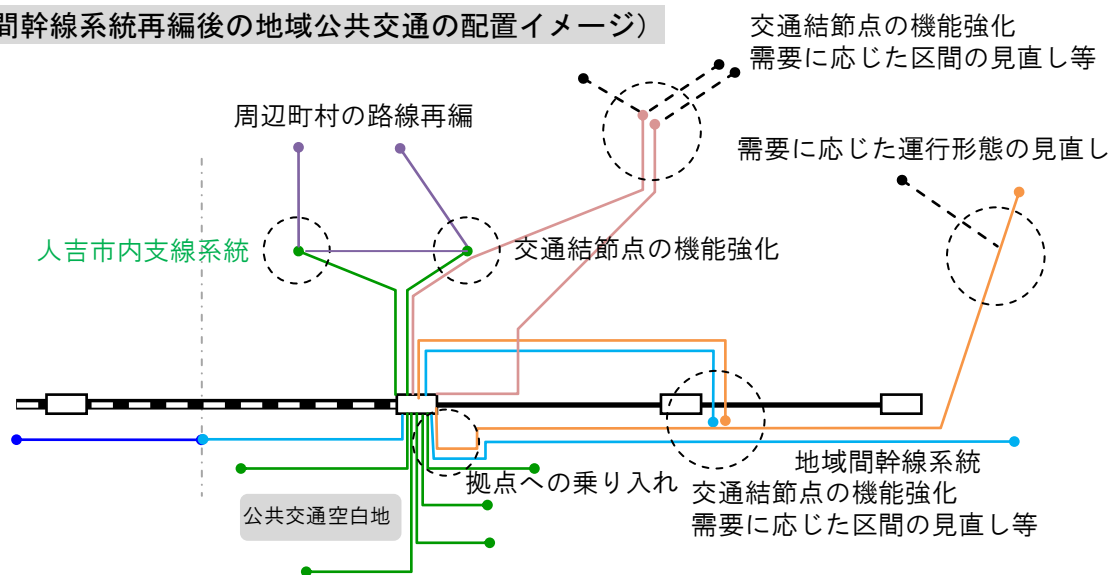 間幹線系統再編後の地域公共交通の配置イメージ）
交通結節点の機能強化
需要に応じた区間の見直し等
周辺町村の路線再編
需要に応じた運行形態の見直し
人吉市内支線系統
交通結節点の機能強化
地域間幹線系統
拠点への乗り入れ
交通結節点の機能強化
需要に応じた区間の見直し等
公共交通空白地